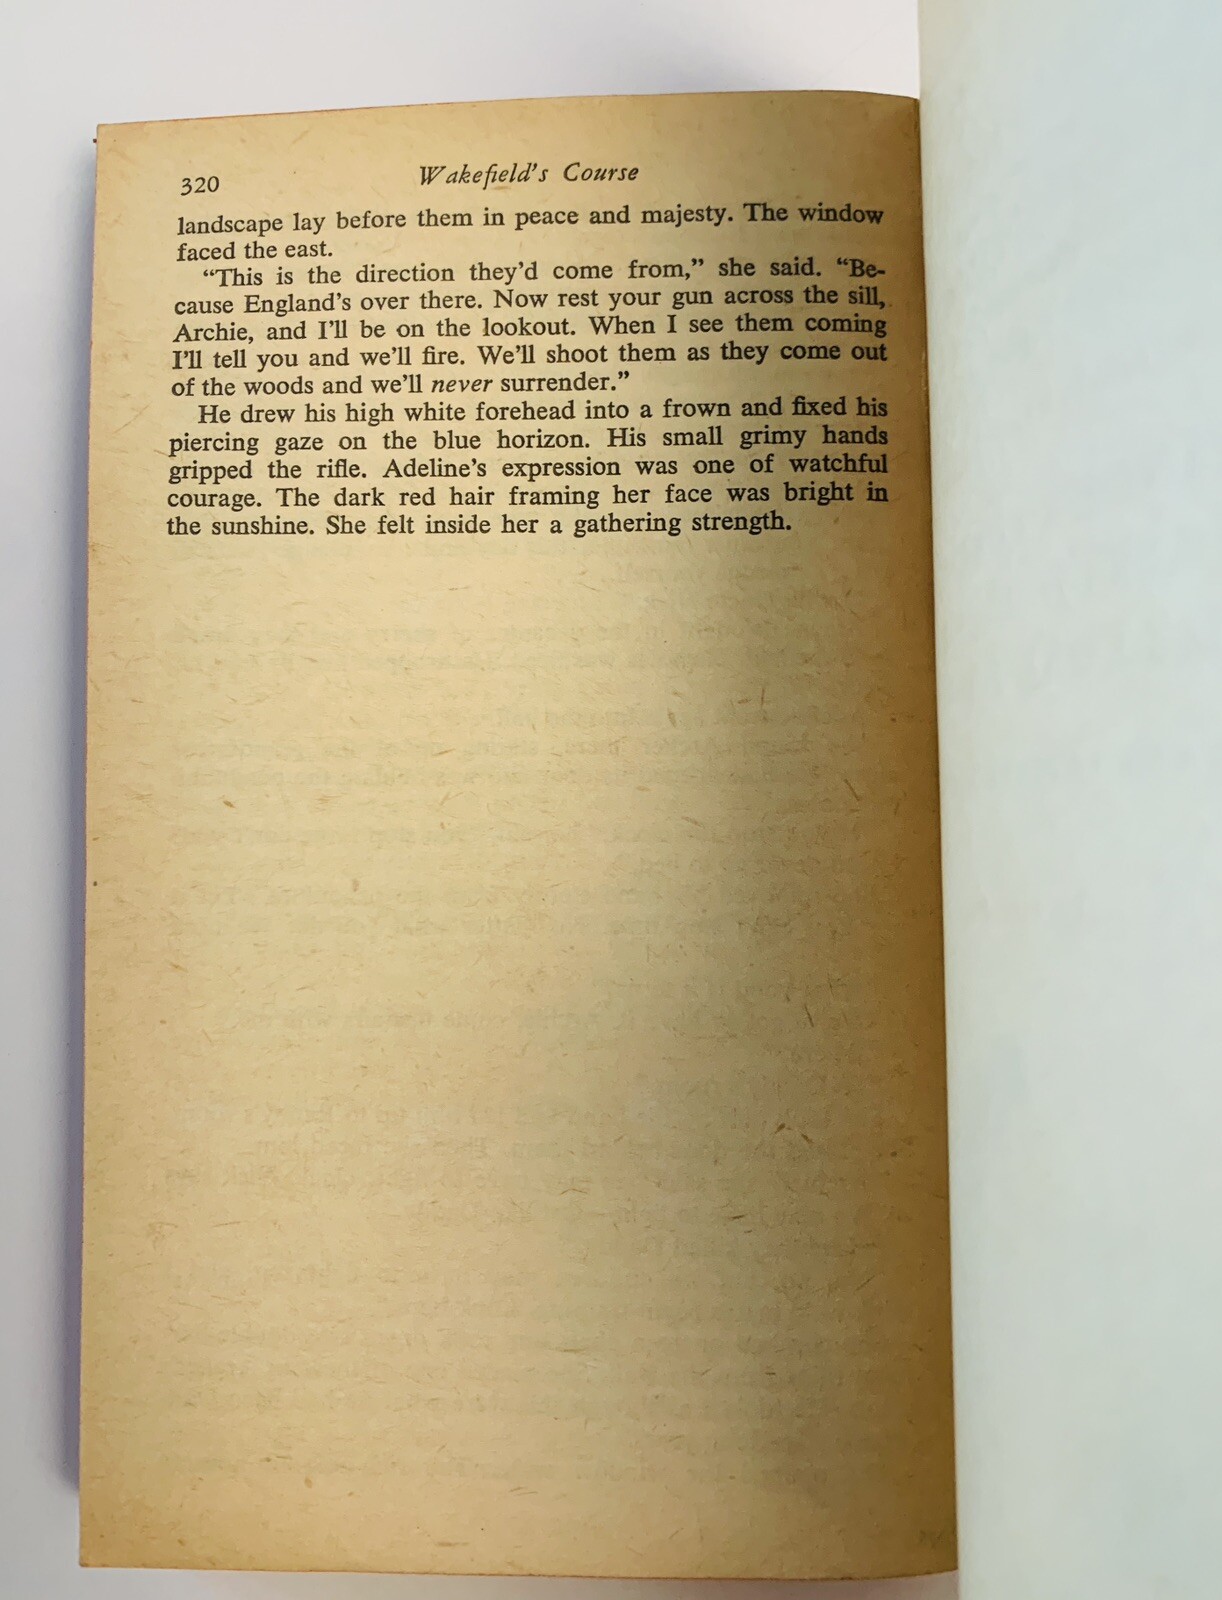 320
Wakefield's Course
landscape lay before them in peace and majesty. The window
faced the east.
“This is the direction they’d come from,” she said. “Be-
cause England’s over there. Now rest your gun across the sill,
Archie, and I’ll be on the lookout. When I see them coming
I’ll tell you and we’ll fire. We’ll shoot them as they come out
of the woods and we’ll never surrender.”
He drew his high white forehead into a frown and fixed his
piercing gaze on the blue horizon. His small grimy hands
gripped the rifle. Adeline’s expression was one of watchful
courage. The dark red hair framing her face was bright in
the sunshine. She felt inside her a gathering strength.